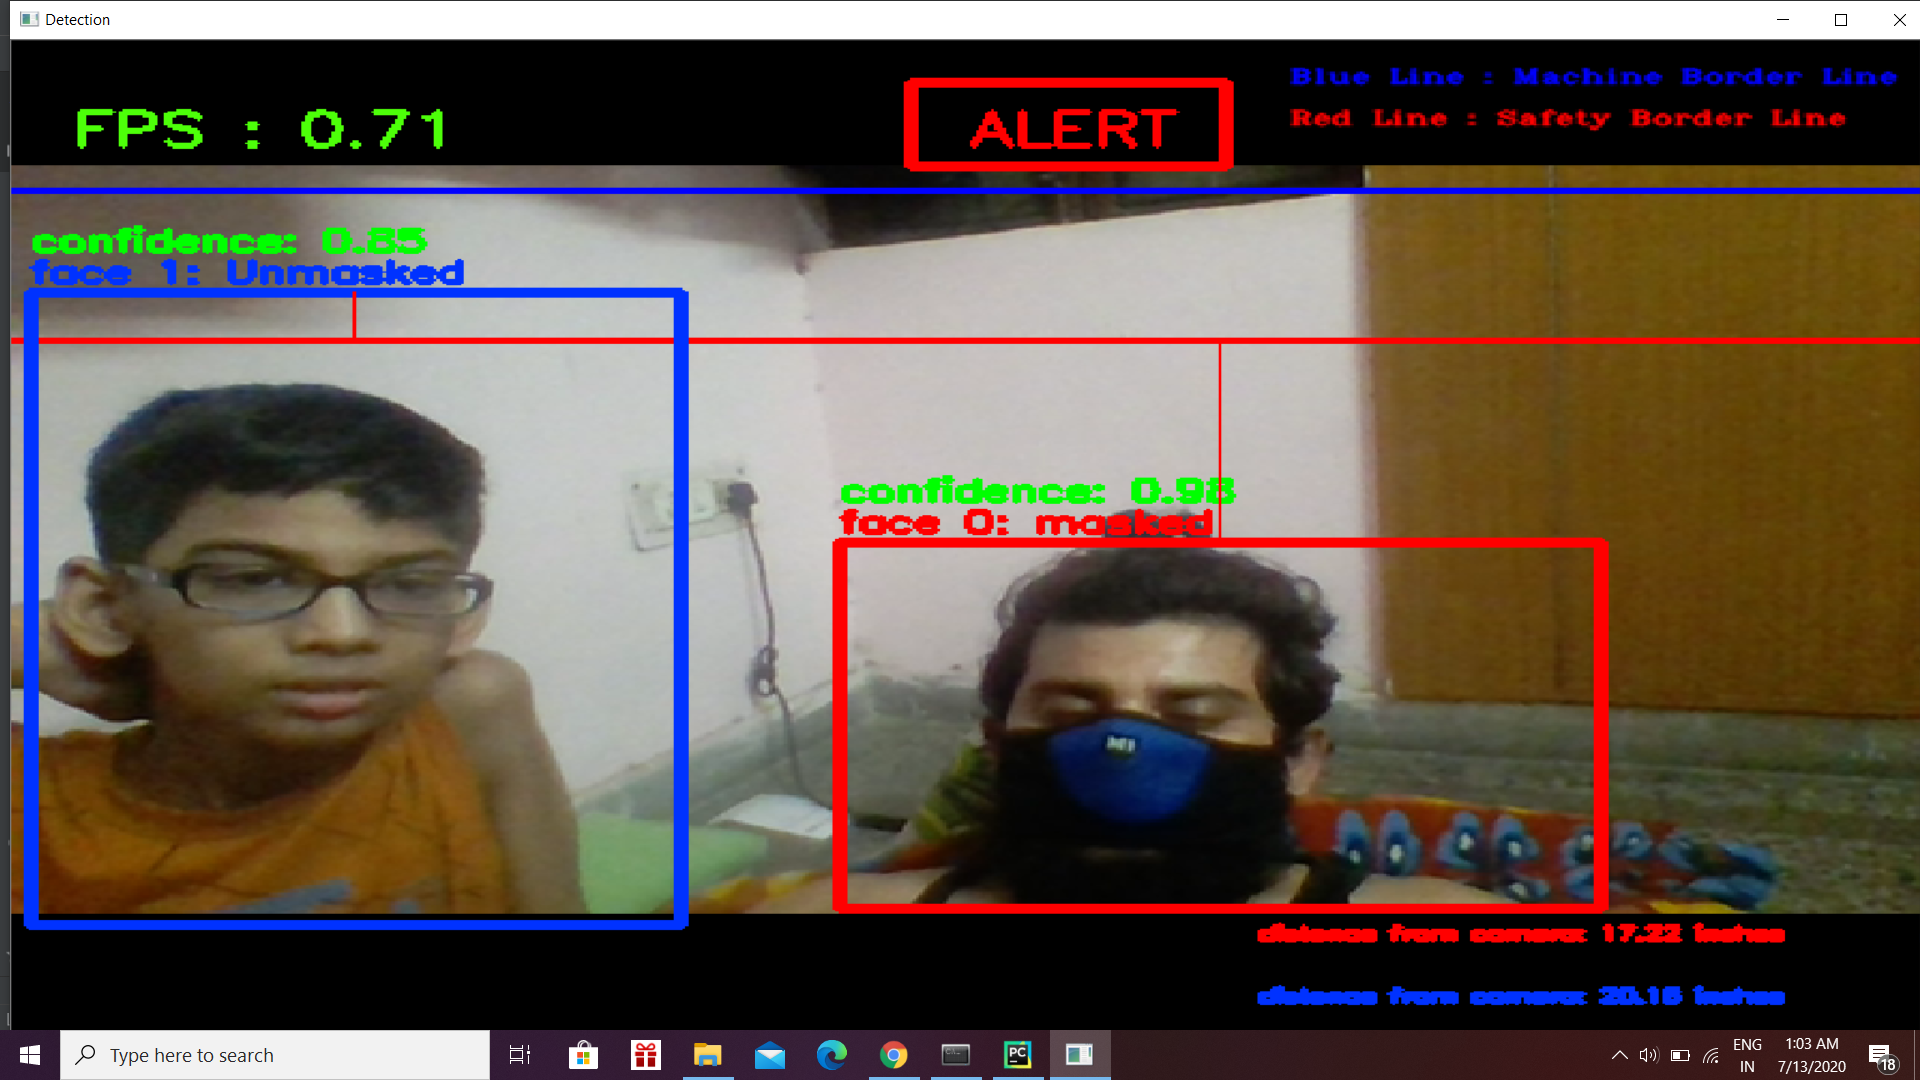 Detection
FPS : 0.71
ALERT
Blue Line : Machine Border Line
Red Line : Safety Border Line
confidence: 0.85
face 1: Unmasked
confidence: 0.98
face 0: masked
distance from camera: 17.22 inches
distance from camera: 20.15 inches
Type here to search
PC
ENG
IN
1:03 AM
7/13/2020
18